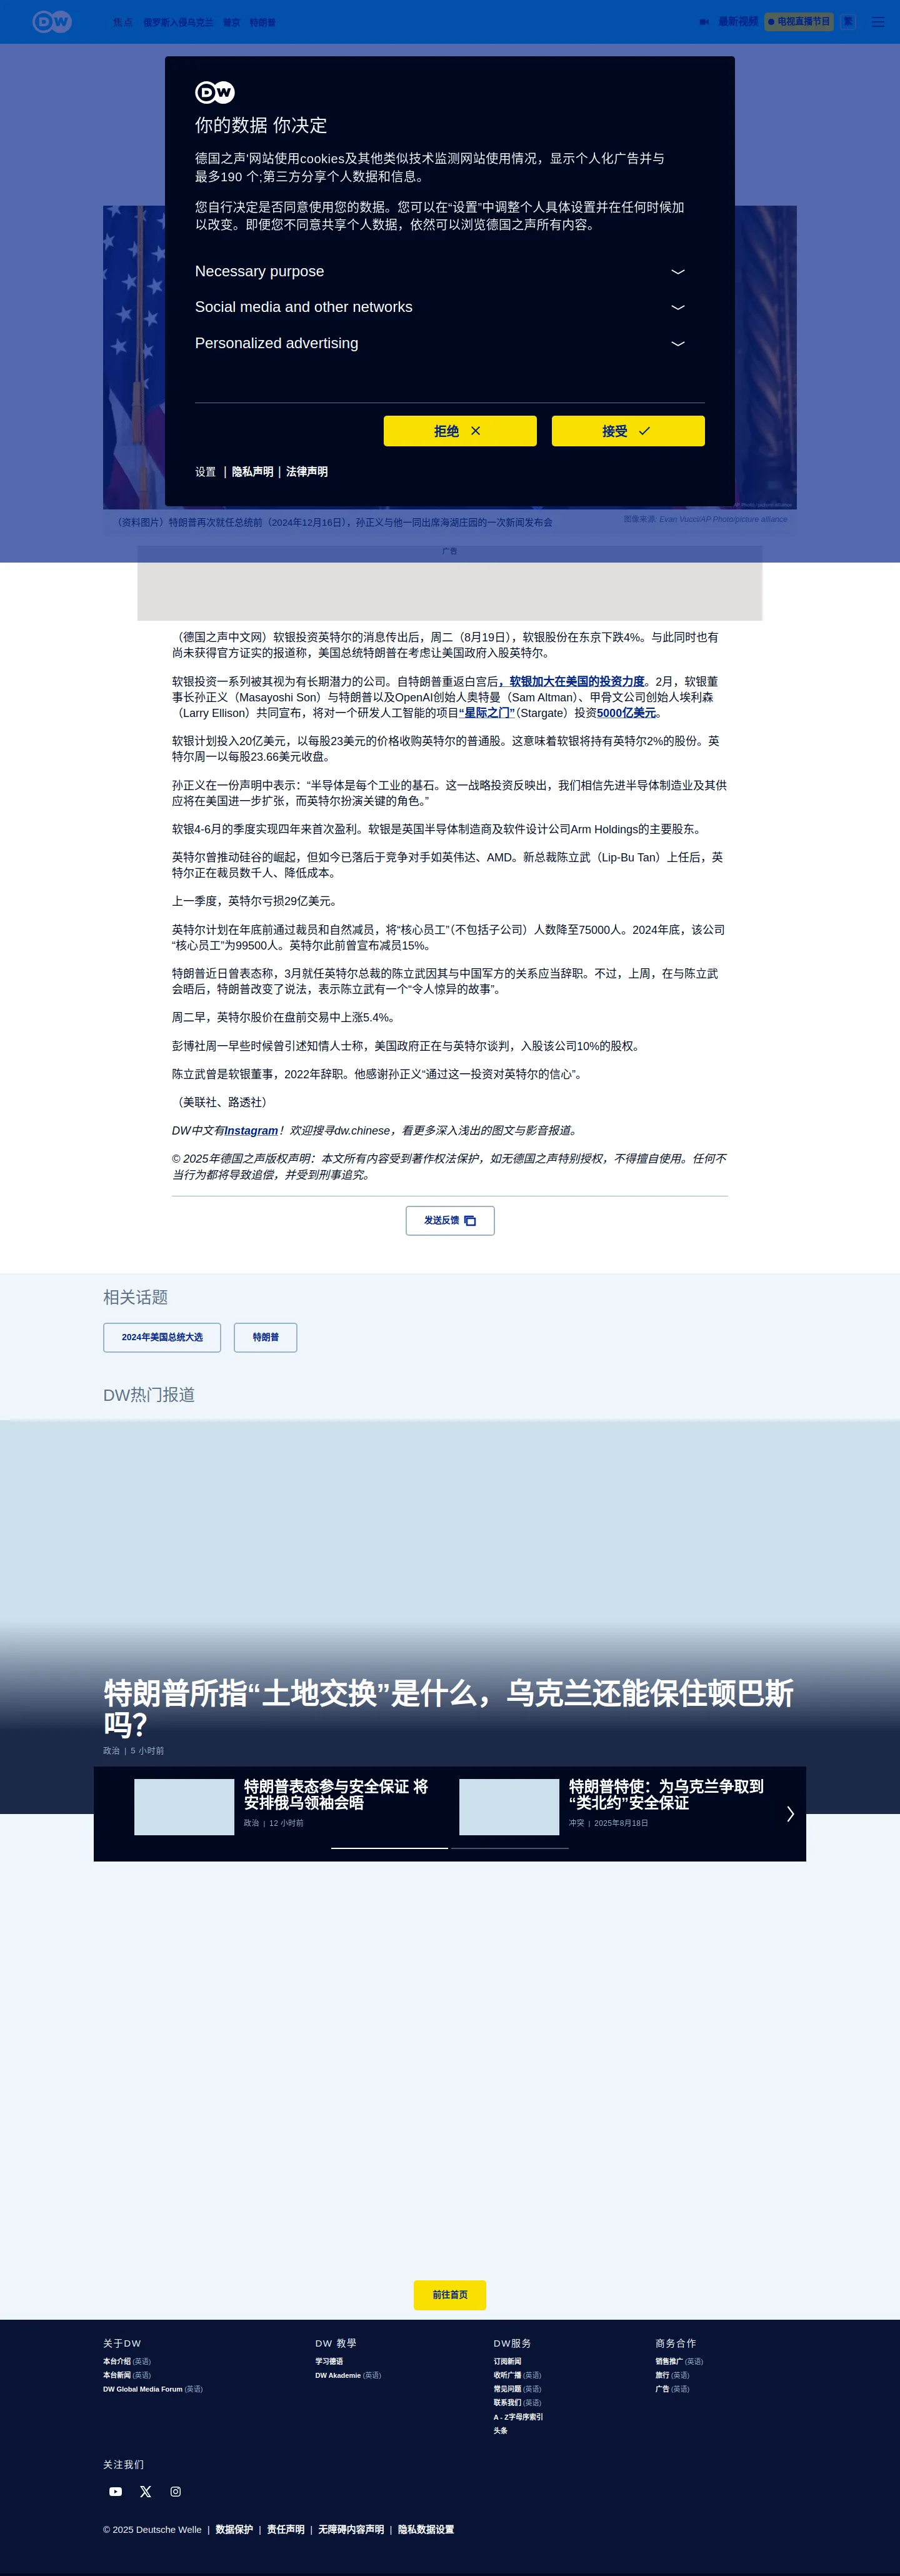 DW
焦点 俄罗斯入侵乌克兰 普京 特朗普
最新视频 电视直播节目 繁
DW
你的数据 你决定
德国之声'网站使用cookies及其他类似技术监测网站使用情况，显示个人化广告并与
最多190 个;第三方分享个人数据和信息。
您自行决定是否同意使用您的数据。您可以在“设置”中调整个人具体设置并在任何时候加
以改变。即便您不同意共享个人数据，依然可以浏览德国之声所有内容。
Necessary purpose
Social media and other networks
Personalized advertising
拒绝
接受
设置 | 隐私声明 | 法律声明
（资料图片）特朗普再次就任总统前（2024年12月16日），孙正义与他一同出席海湖庄园的一次新闻发布会
图像来源: Evan Vucci/AP Photo/picture alliance
广告
（德国之声中文网）软银投资英特尔的消息传出后，周二（8月19日），软银股份在东京下跌4%。与此同时也有
尚未获得官方证实的报道称，美国总统特朗普在考虑让美国政府入股英特尔。
软银投资一系列被其视为有长期潜力的公司。自特朗普重返白宫后，软银加大在美国的投资力度。2月，软银董
事长孙正义（Masayoshi Son）与特朗普以及OpenAI创始人奥特曼（Sam Altman）、甲骨文公司创始人埃利森
（Larry Ellison）共同宣布，将对一个研发人工智能的项目“星际之门”（Stargate）投资5000亿美元。
软银计划投入20亿美元，以每股23美元的价格收购英特尔的普通股。这意味着软银将持有英特尔2%的股份。英
特尔周一以每股23.66美元收盘。
孙正义在一份声明中表示：“半导体是每个工业的基石。这一战略投资反映出，我们相信先进半导体制造业及其供
应将在美国进一步扩张，而英特尔扮演关键的角色。”
软银4-6月的季度实现四年来首次盈利。软银是英国半导体制造商及软件设计公司Arm Holdings的主要股东。
英特尔曾推动硅谷的崛起，但如今已落后于竞争对手如英伟达、AMD。新总裁陈立武（Lip-Bu Tan）上任后，英
特尔正在裁员数千人、降低成本。
上一季度，英特尔亏损29亿美元。
英特尔计划在年底前通过裁员和自然减员，将“核心员工”（不包括子公司）人数降至75000人。2024年底，该公司
“核心员工”为99500人。英特尔此前曾宣布减员15%。
特朗普近日曾表态称，3月就任英特尔总裁的陈立武因其与中国军方的关系应当辞职。不过，上周，在与陈立武
会晤后，特朗普改变了说法，表示陈立武有一个“令人惊异的故事”。
周二早，英特尔股价在盘前交易中上涨5.4%。
彭博社周一早些时候曾引述知情人士称，美国政府正在与英特尔谈判，入股该公司10%的股权。
陈立武曾是软银董事，2022年辞职。他感谢孙正义“通过这一投资对英特尔的信心”。
（美联社、路透社）
DW中文有Instagram！欢迎搜寻dw.chinese，看更多深入浅出的图文与影音报道。
© 2025年德国之声版权声明：本文所有内容受到著作权法保护，如无德国之声特别授权，不得擅自使用。任何不
当行为都将导致追偿，并受到刑事追究。
发送反馈
相关话题
2024年美国总统大选 特朗普
DW热门报道
特朗普所指“土地交换”是什么，乌克兰还能保住顿巴斯
吗？
政治 | 5 小时前
特朗普表态参与安全保证 将
安排俄乌领袖会晤
政治 | 12 小时前
特朗普特使：为乌克兰争取到
“类北约”安全保证
冲突 | 2025年8月18日
前往首页
关于DW
本台介绍 (英语)
本台新闻 (英语)
DW Global Media Forum (英语)
DW 教學
学习德语
DW Akademie (英语)
DW服务
订阅新闻
收听广播 (英语)
常见问题 (英语)
联系我们 (英语)
A - Z字母序索引
头条
商务合作
销售推广 (英语)
旅行 (英语)
广告 (英语)
关注我们
© 2025 Deutsche Welle | 数据保护 | 责任声明 | 无障碍内容声明 | 隐私数据设置